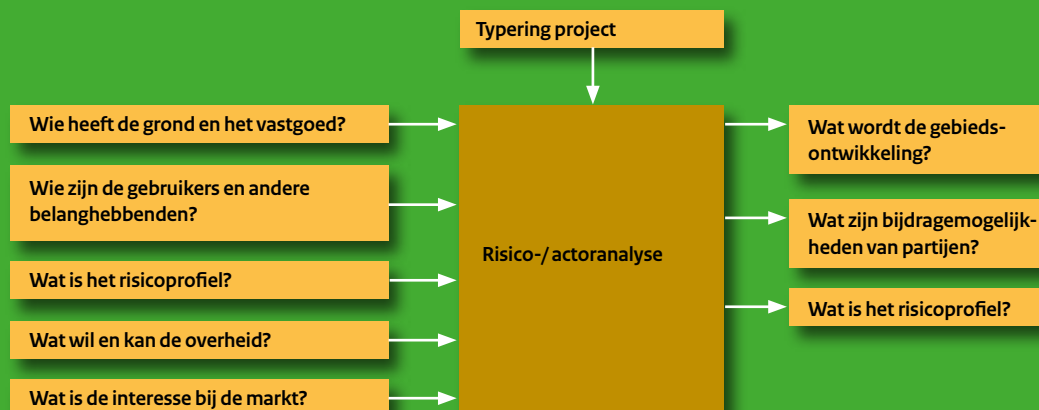 Typering project
Wie heeft de grond en het vastgoed?
Wie zijn de gebruikers en andere
belanghebbenden?
Wat is het risicoprofiel?
Wat wil en kan de overheid?
Wat is de interesse bij de markt?
Risico-/ actoranalyse
Wat wordt de gebieds-
ontwikkeling?
Wat zijn bijdragemogelijk-
heden van partijen?
Wat is het risicoprofiel?